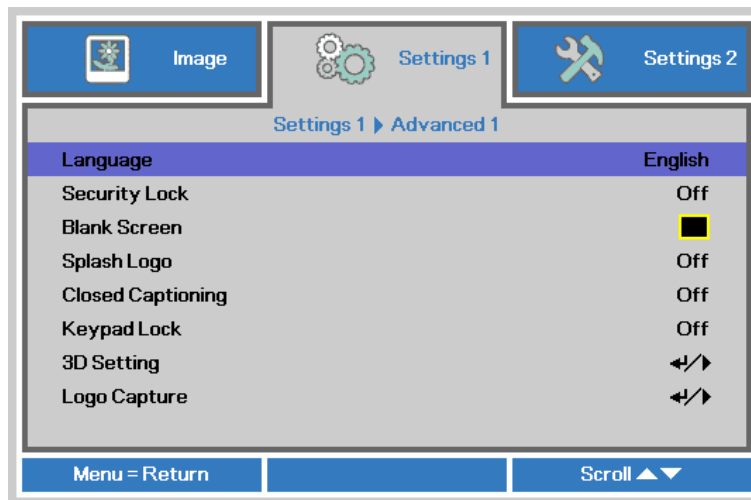 Image Settings 1 Settings 2
Settings 1 ▶ Advanced 1
Language English
Security Lock Off
Blank Screen
Splash Logo Off
Closed Captioning Off
Keypad Lock Off
3D Setting ↵/▶
Logo Capture ↵/▶
Menu = Return Scroll ▲▼